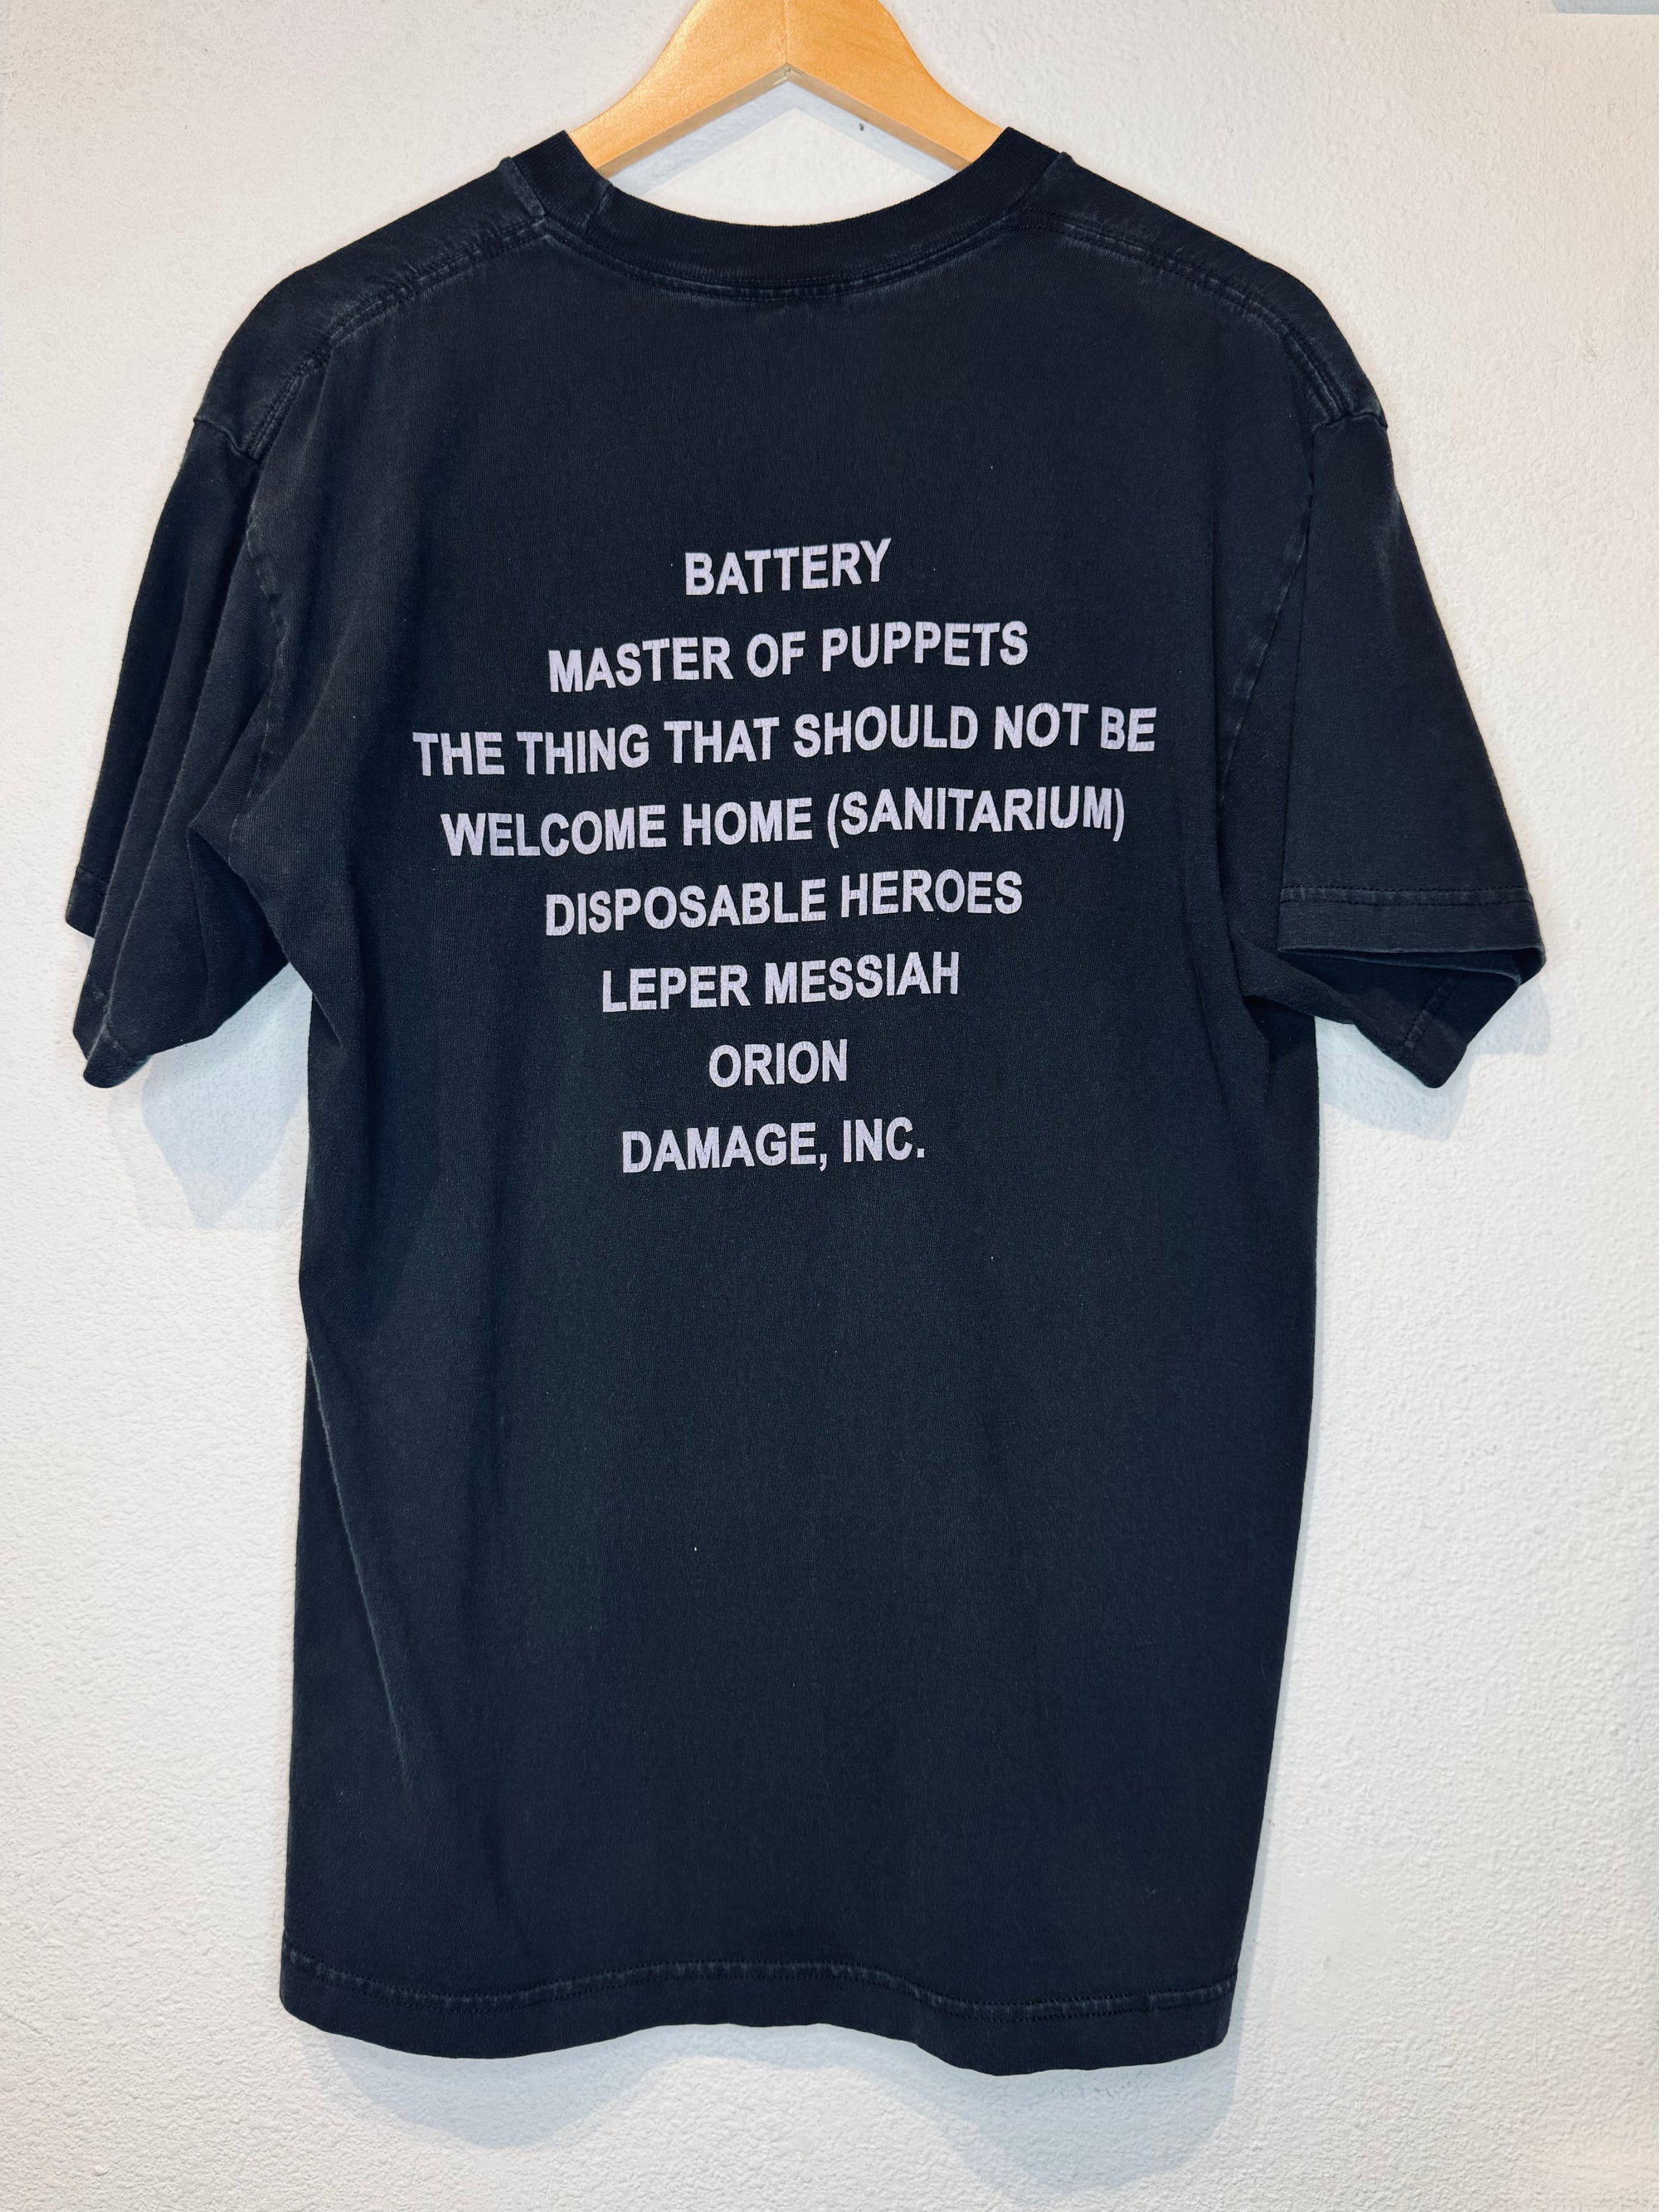 BATTERY
MASTER OF PUPPETS
THE THING THAT SHOULD NOT BE
WELCOME HOME (SANITARIUM)
DISPOSABLE HEROES
LEPER MESSIAH
ORION
DAMAGE, INC.